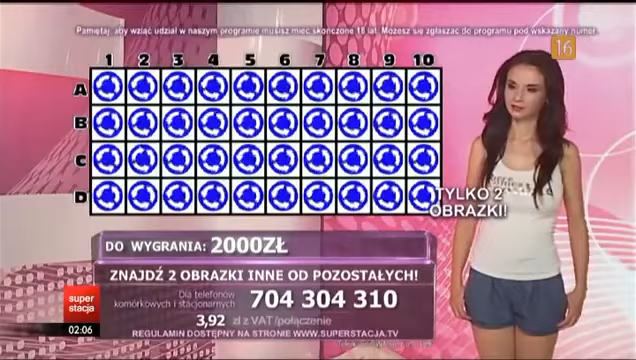 Pamiętaj, aby wziąć udział w naszym programie musisz mieć skończone 18 lat. Możesz się zgłaszać do programu pod wskazany numer.
16
1 2 3 4 5 6 7 8 9 10
A
B
C
D
TYLKO 2
OBRAZKI!
DO WYGRANIA: 2000ZŁ
ZNAJDŹ 2 OBRAZKI INNE OD POZOSTAŁYCH!
Dla telefonów
komórkowych i stacjonarnych
704 304 310
3,92 zł z VAT/połączenie
REGULAMIN DOSTĘPNY NA STRONIE WWW.SUPERSTACJA.TV
super
stacja
02:06